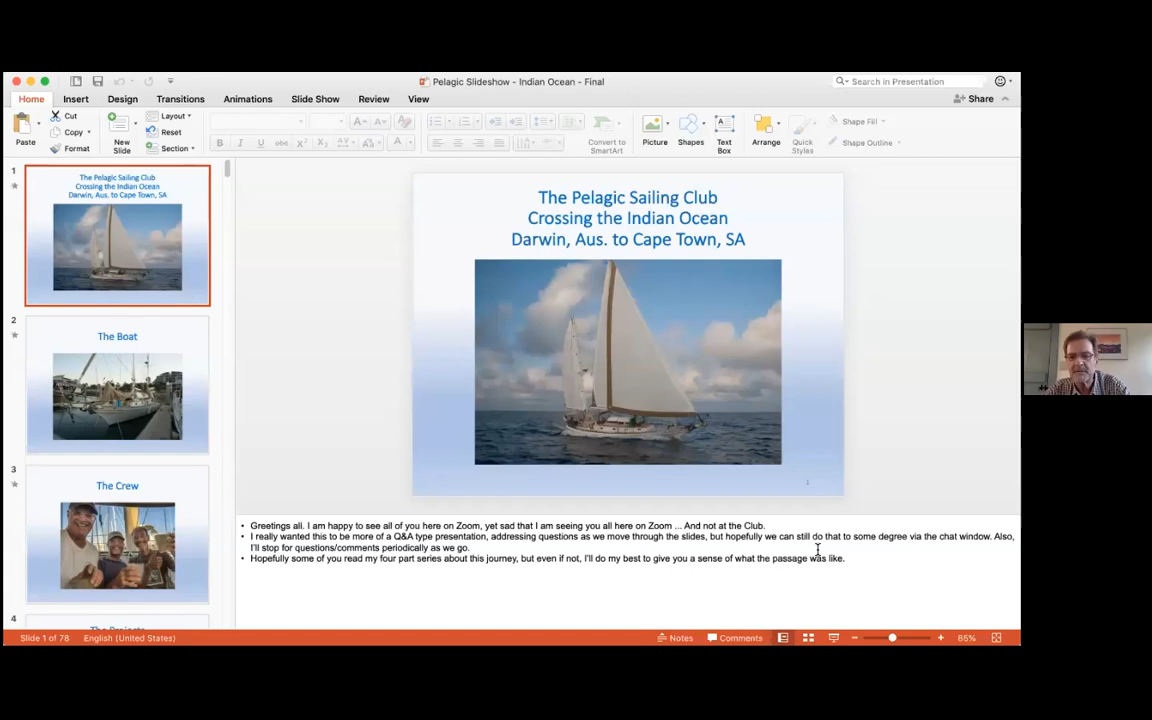 Pelagic Slideshow - Indian Ocean - Final
Search in Presentation
Home Insert Design Transitions Animations Slide Show Review View
Share
Paste
Cut
Copy
Format
New Slide
Layout
Reset
Section
B I U abc X² X₂ AV Aa A
Convert to SmartArt
Picture
Shapes
Text Box
Arrange
Quick Styles
Shape Fill
Shape Outline
1
The Pelagic Sailing Club
Crossing the Indian Ocean
Darwin, Aus. to Cape Town, SA
2
The Boat
3
The Crew
4
The Projects
The Pelagic Sailing Club
Crossing the Indian Ocean
Darwin, Aus. to Cape Town, SA
1
• Greetings all. I am happy to see all of you here on Zoom, yet sad that I am seeing you all here on Zoom ... And not at the Club.
• I really wanted this to be more of a Q&A type presentation, addressing questions as we move through the slides, but hopefully we can still do that to some degree via the chat window. Also,
I'll stop for questions/comments periodically as we go.
• Hopefully some of you read my four part series about this journey, but even if not, I'll do my best to give you a sense of what the passage was like.
Slide 1 of 78 English (United States)
Notes Comments 85%